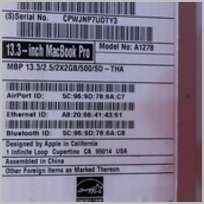 (S)Serial No. CPWJNP7UDTY3
13.3-inch MacBook Pro Model No: A1278
MBP 13.3/2.5/2X2GB/500/SD-THA
AirPort ID: 5C:96:9D:76:6A:C7
Ethernet ID: A8:20:66:41:43:51
Bluetooth ID: 5C:96:9D:76:6A:C8
Designed by Apple in California
1 Infinite Loop Cupertino CA 95014 USA
Assembled in China
Other Foreign Items as Marked Thereon